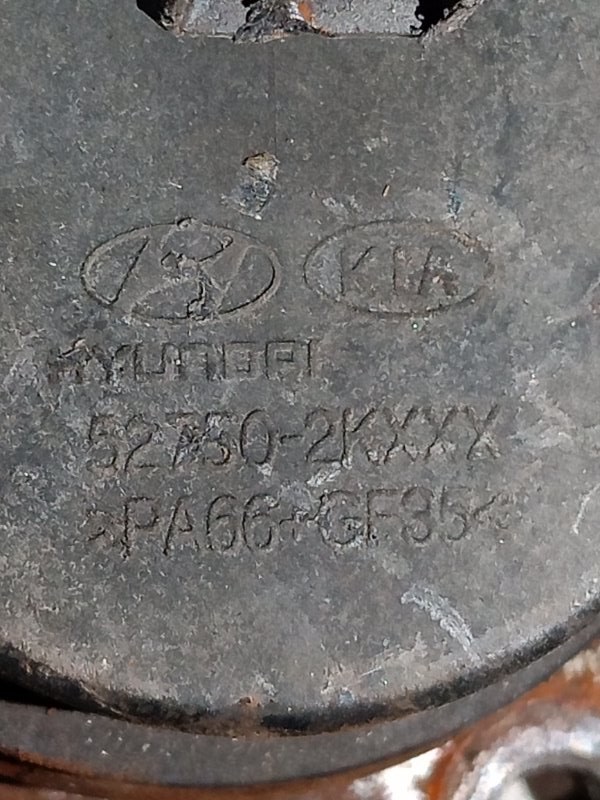 KIA
HYUNDAI
52750-2KXXX
>PA66+GF35<